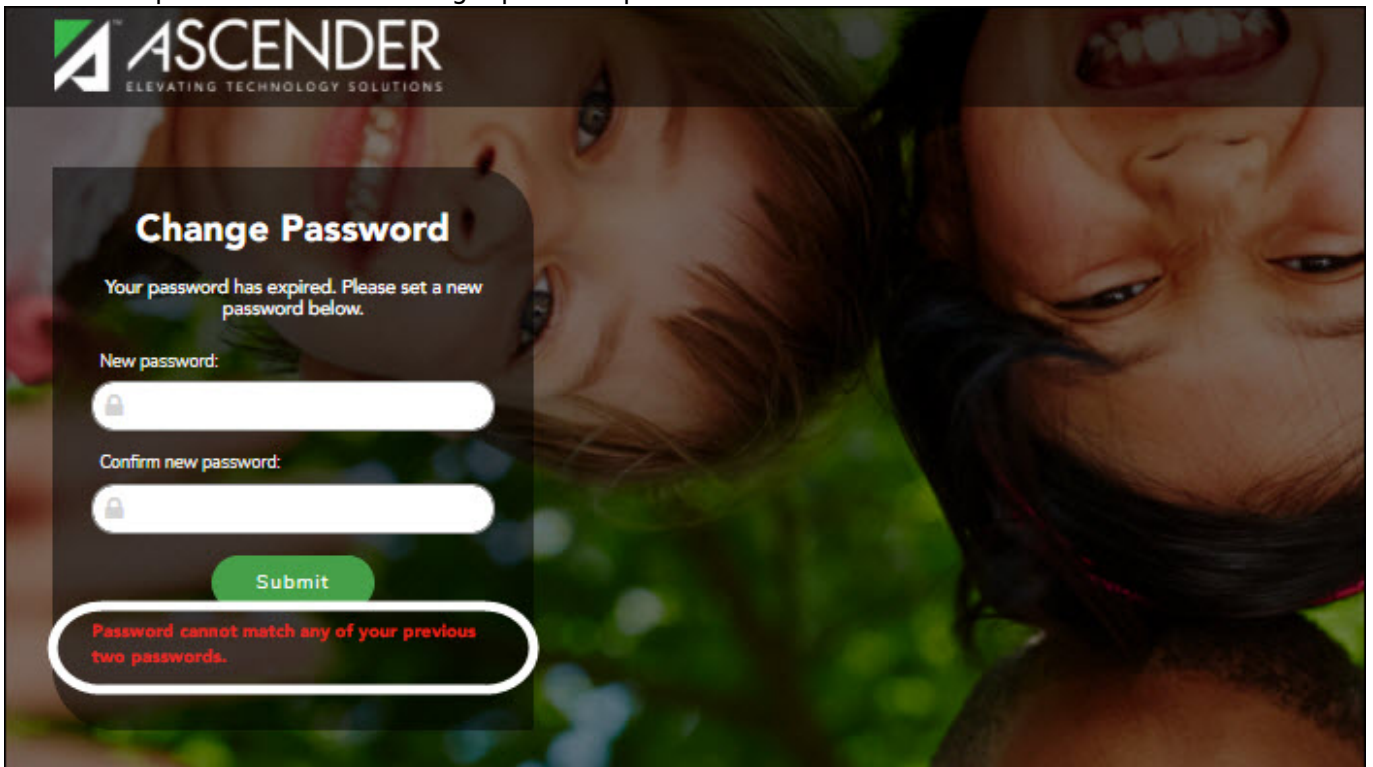 ASCENDER
ELEVATING TECHNOLOGY SOLUTIONS
Change Password
Your password has expired. Please set a new
password below.
New password:
Confirm new password:
Submit
Password cannot match any of your previous
two passwords.